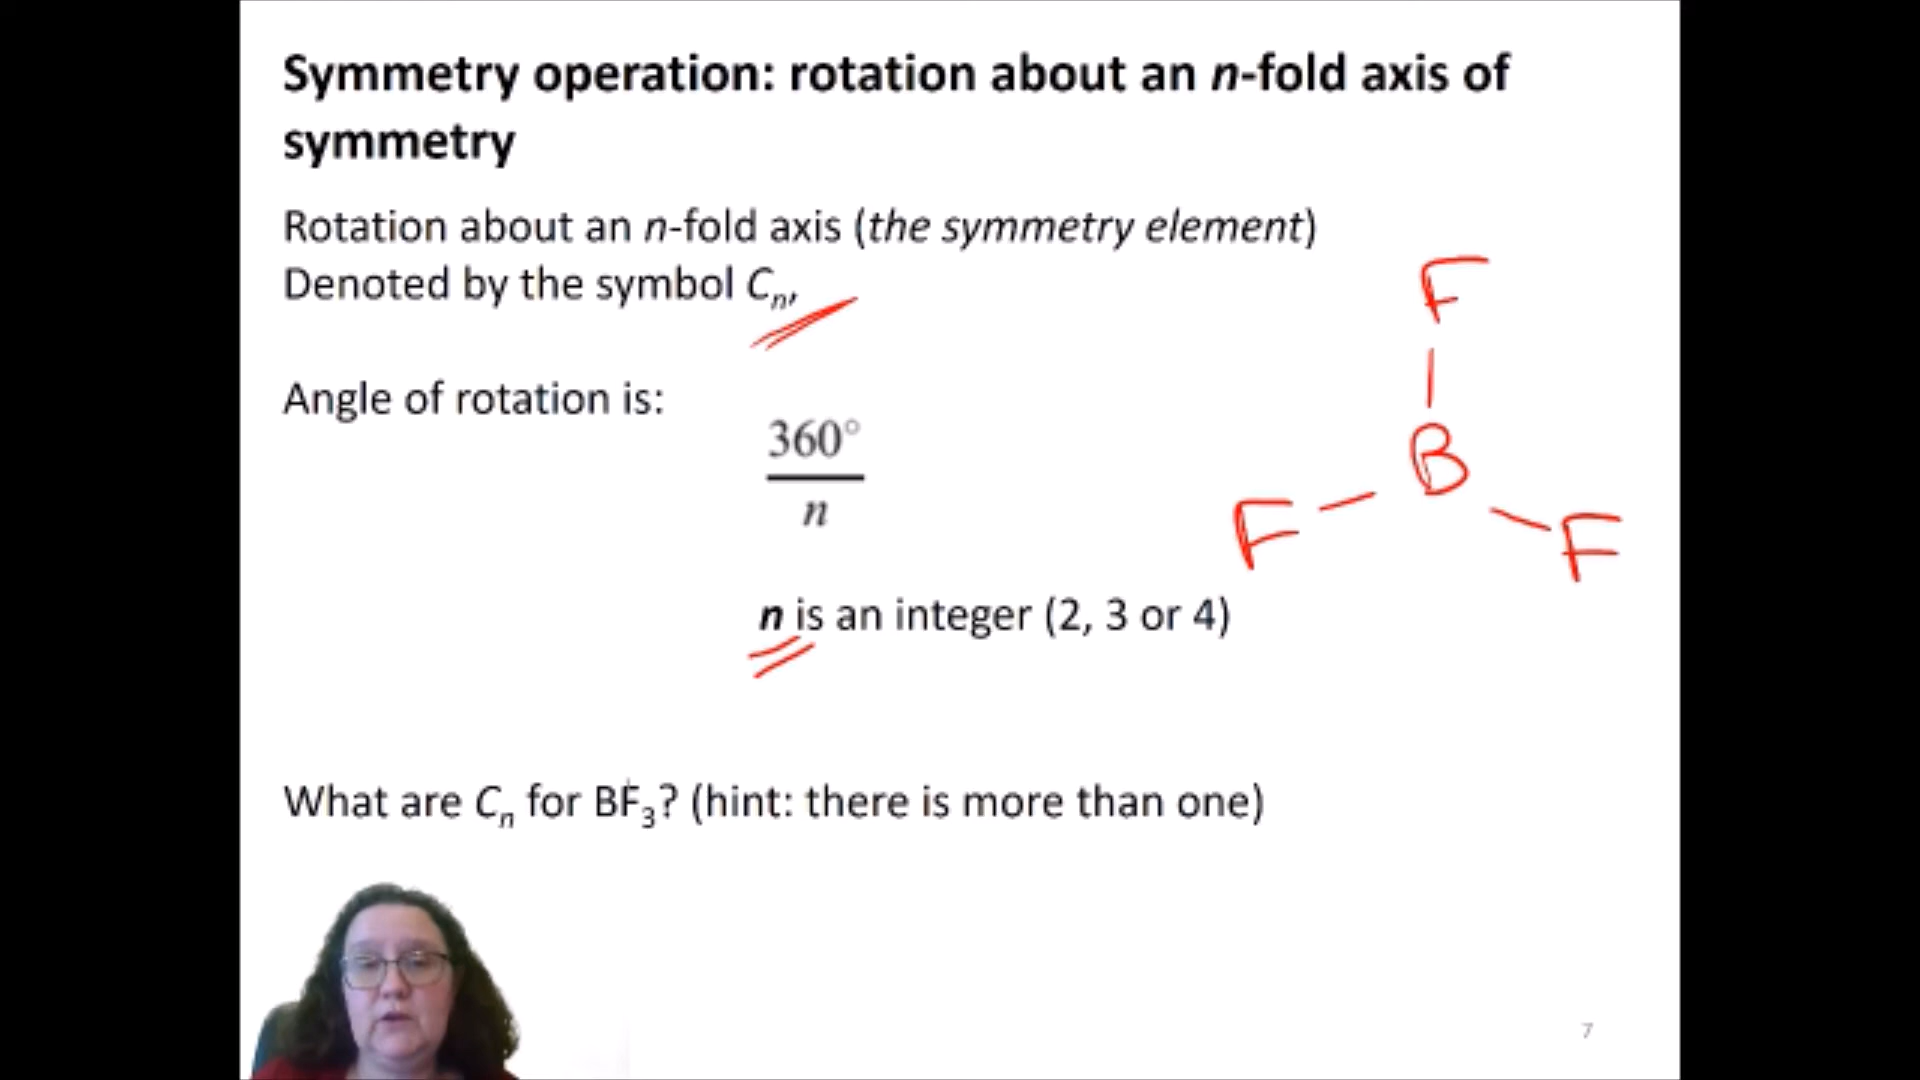 Symmetry operation: rotation about an n-fold axis of
symmetry
Rotation about an n-fold axis (the symmetry element)
Denoted by the symbol Cn,
Angle of rotation is:
360°
n
n is an integer (2, 3 or 4)
F
B
F
F
What are Cn for BF3? (hint: there is more than one)
7